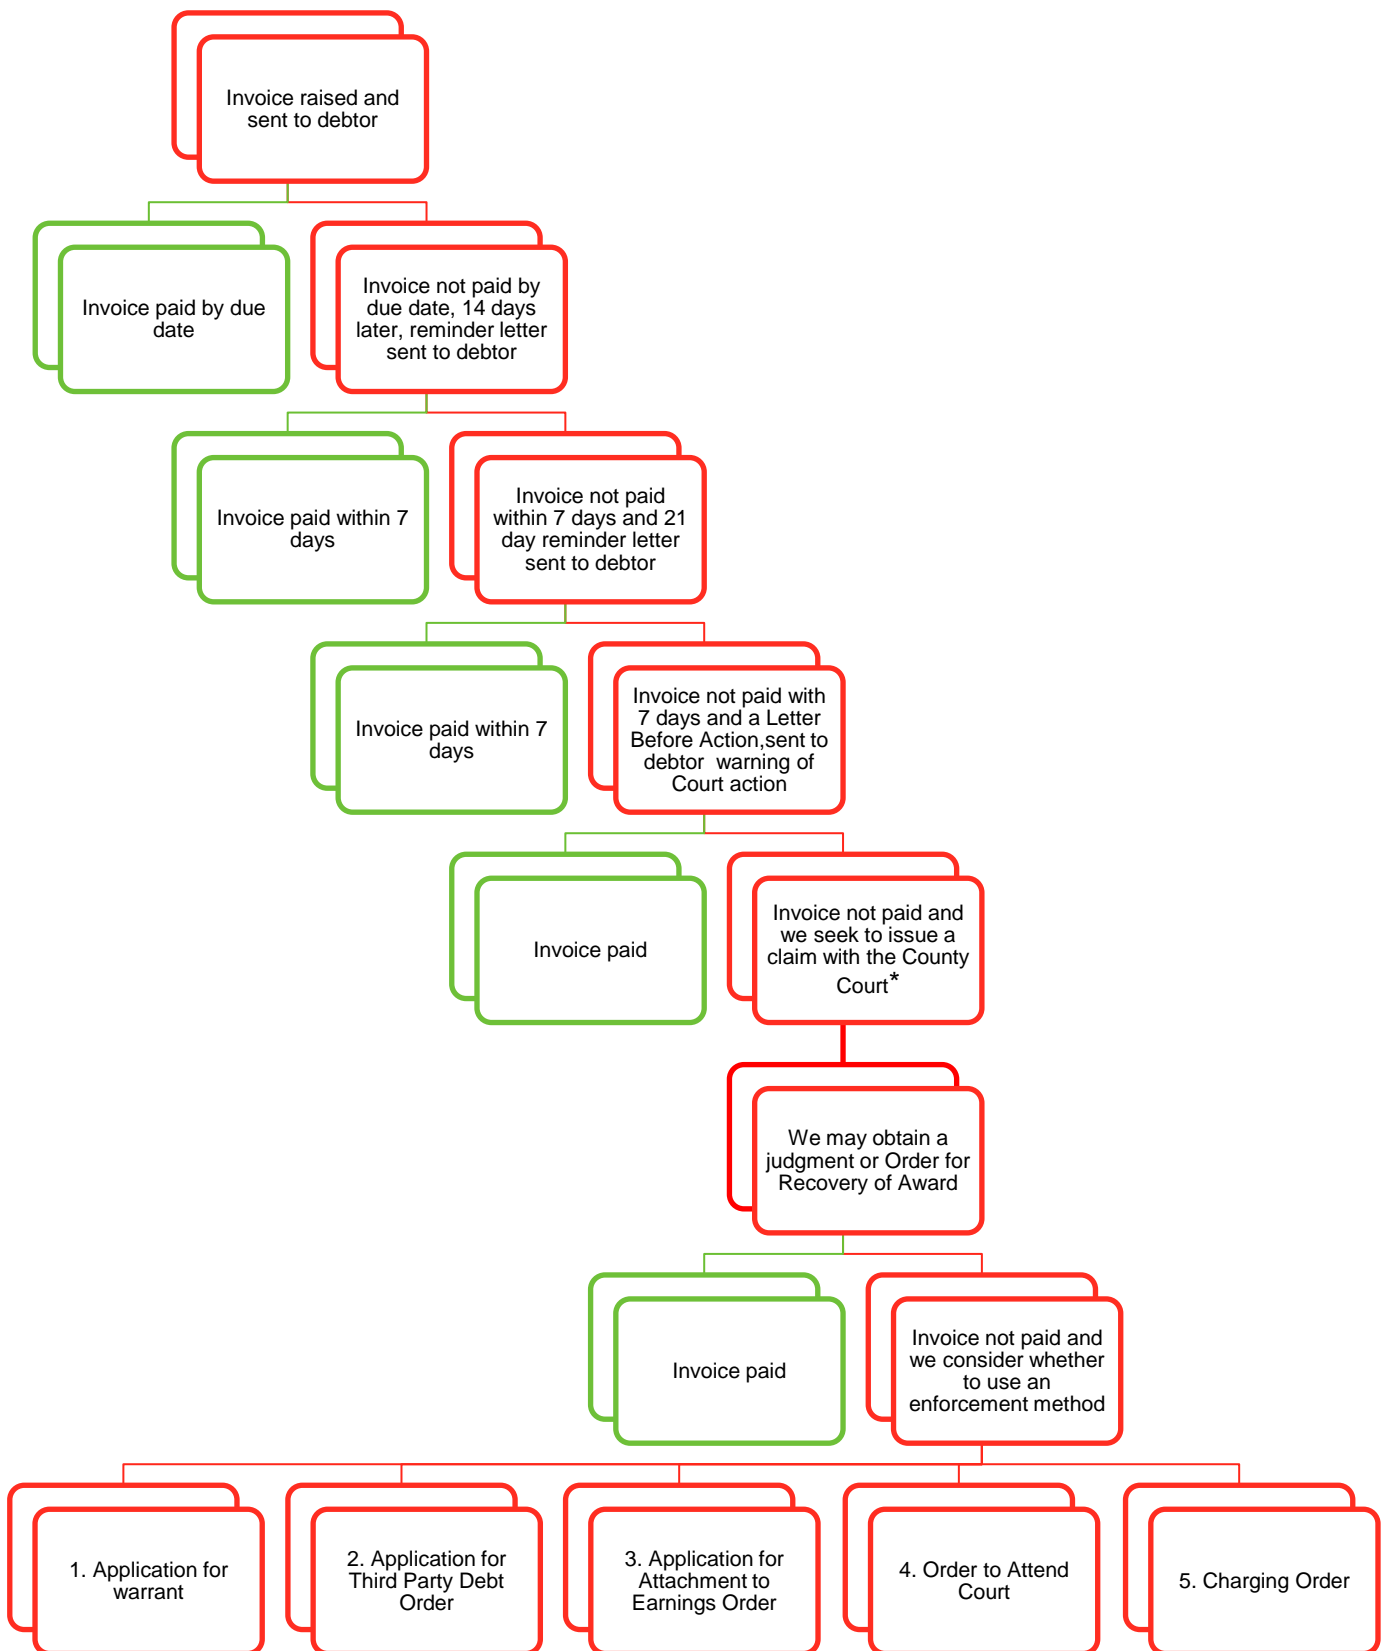 Invoice raised and
sent to debtor
Invoice paid by due
date
Invoice not paid by
due date, 14 days
later, reminder letter
sent to debtor
Invoice paid within 7
days
Invoice not paid
within 7 days and 21
day reminder letter
sent to debtor
Invoice paid within 7
days
Invoice not paid with
7 days and a Letter
Before Action,sent to
debtor  warning of
Court action
Invoice paid
Invoice not paid and
we seek to issue a
claim with the County
Court*
We may obtain a
judgment or Order for
Recovery of Award
Invoice paid
Invoice not paid and
we consider whether
to use an
enforcement method
1. Application for
warrant
2. Application for
Third Party Debt
Order
3. Application for
Attachment to
Earnings Order
4. Order to Attend
Court
5. Charging Order